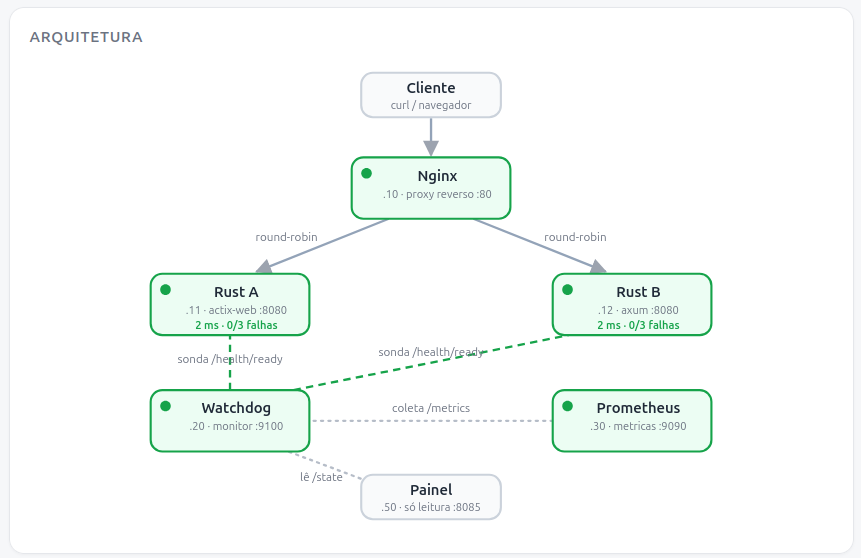 ARQUITETURA
Cliente
curl / navegador
Nginx
.10 · proxy reverso :80
round-robin
round-robin
Rust A
.11 · actix-web :8080
2 ms · 0/3 falhas
Rust B
.12 · axum :8080
2 ms · 0/3 falhas
sonda /health/ready
sonda /health/ready
Watchdog
.20 · monitor :9100
coleta /metrics
Prometheus
.30 · metricas :9090
lê /state
Painel
.50 · só leitura :8085